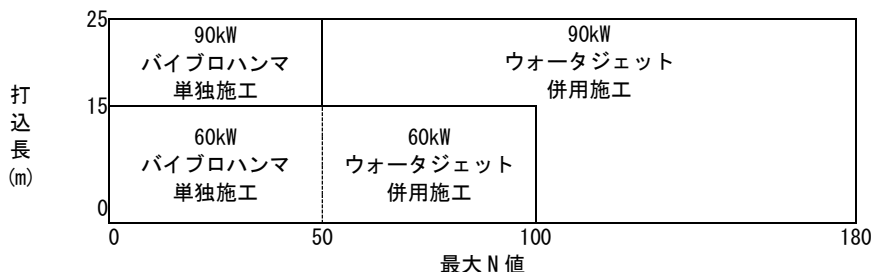 25
90kW
バイブロハンマ
単独施工
90kW
ウォータジェット
併用施工
打
込
長
(m)
15
60kW
バイブロハンマ
単独施工
60kW
ウォータジェット
併用施工
0
0
50
100
180
最大N値